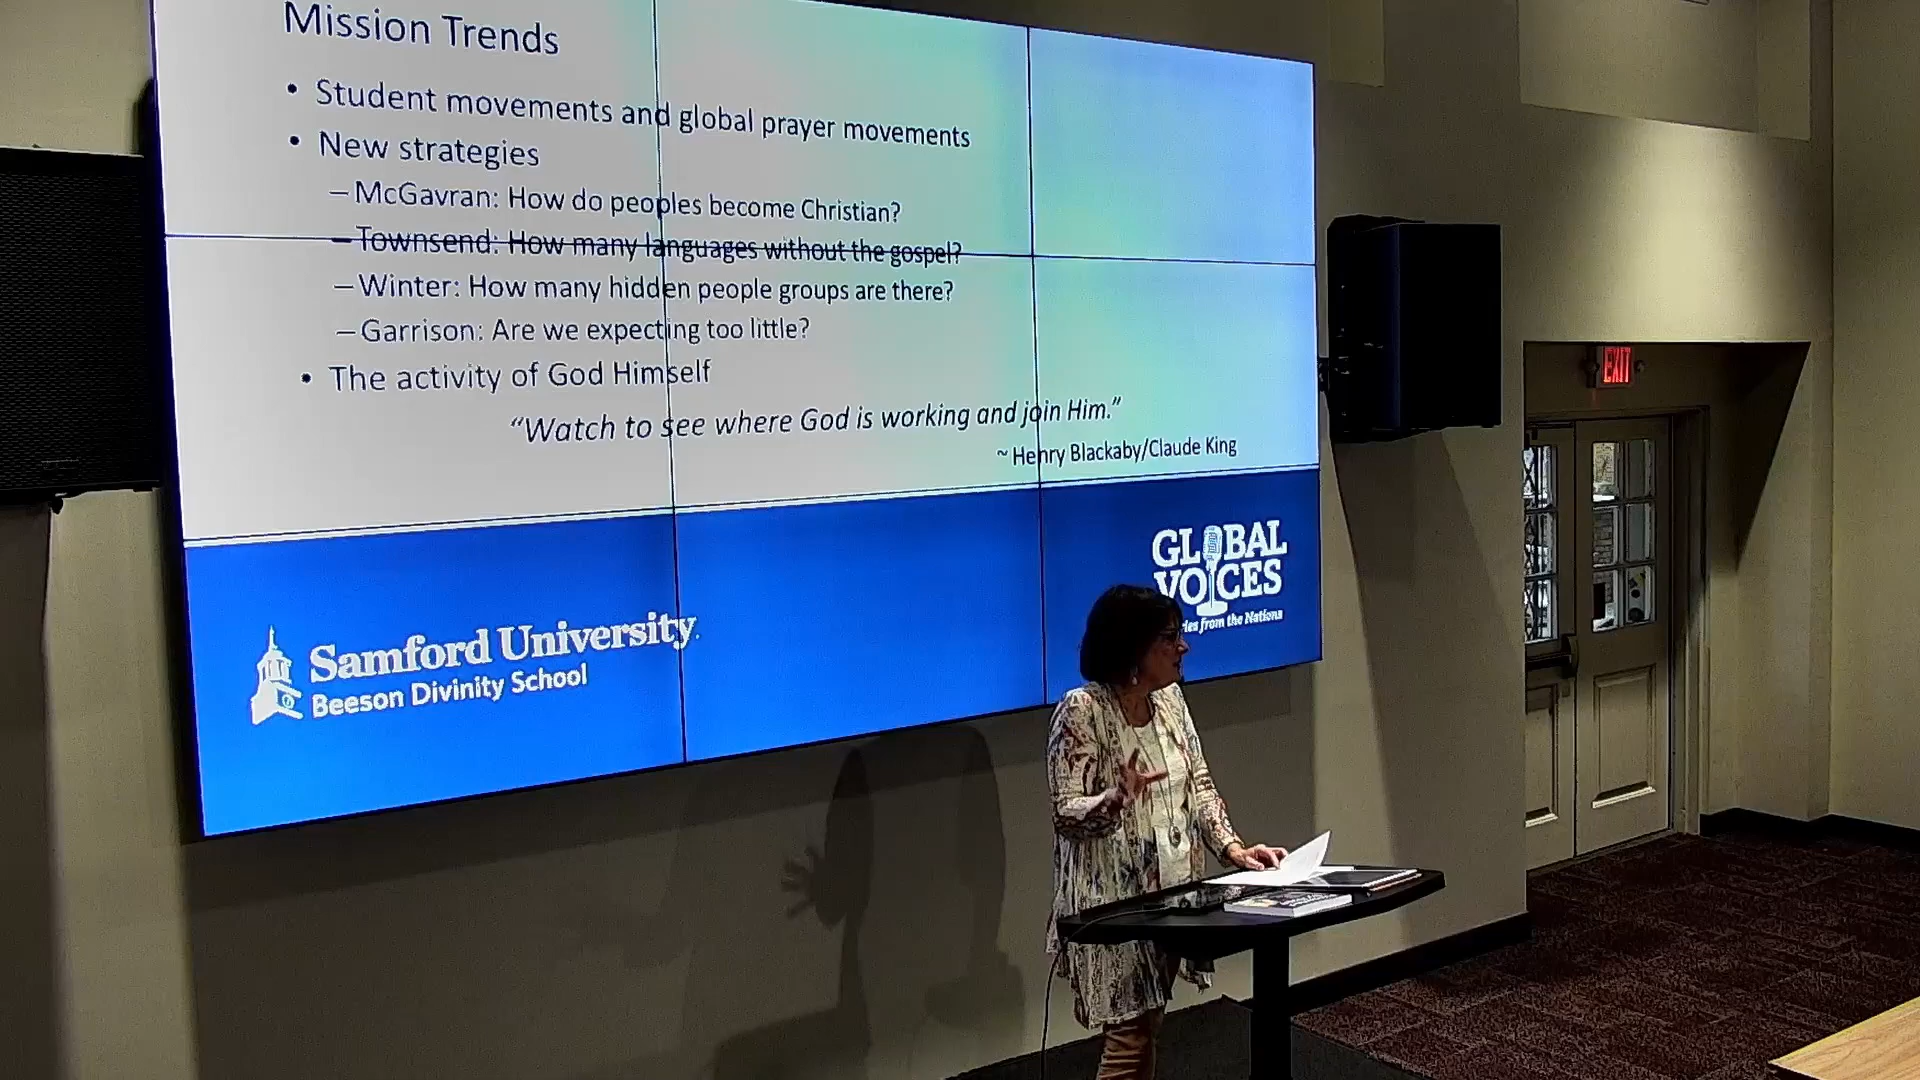 Mission Trends
• Student movements and global prayer movements
• New strategies
– McGavran: How do peoples become Christian?
– Townsend: How many languages without the gospel?
– Winter: How many hidden people groups are there?
– Garrison: Are we expecting too little?
• The activity of God Himself
“Watch to see where God is working and join Him.”
~ Henry Blackaby/Claude King
EXIT
GLOBAL
VOICES
from the Nations
Samford University
Beeson Divinity School